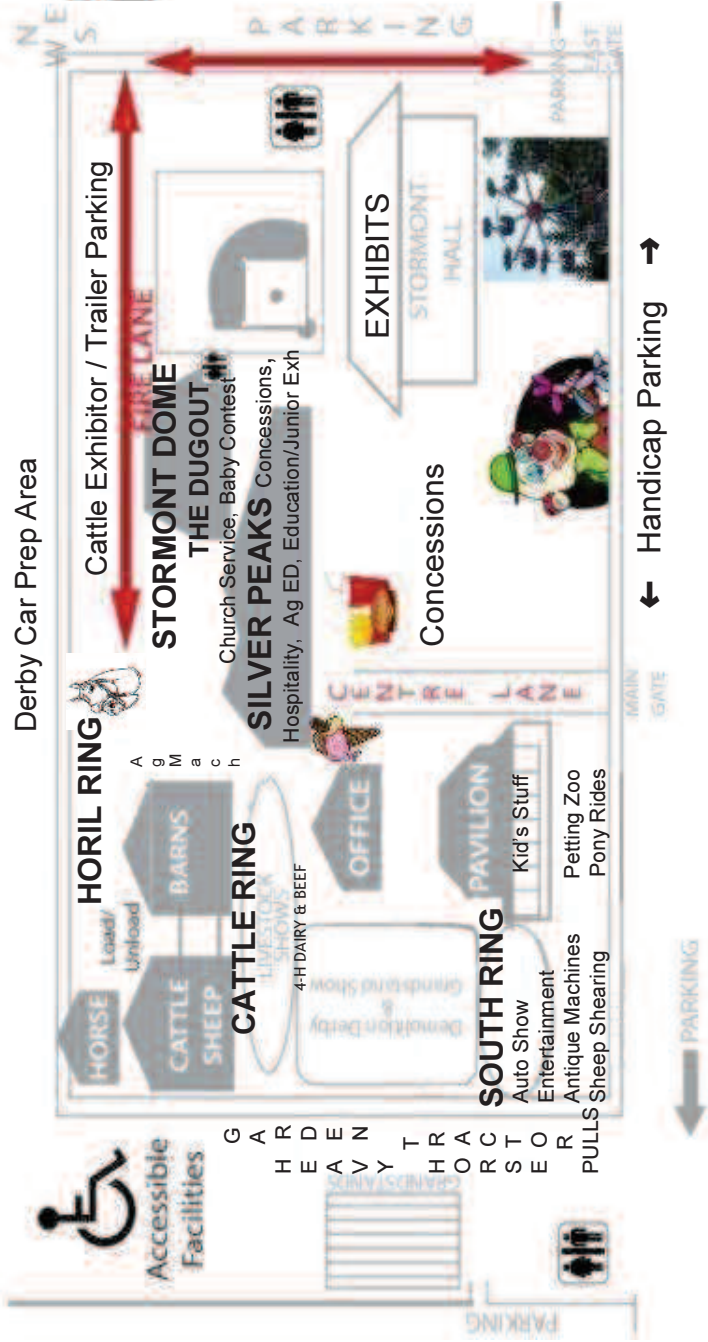 Derby Car Prep Area
N
W E
S
Cattle Exhibitor / Trailer Parking
FIRE LANE
PARKING
HORIL RING
Load/
Unload
HORSE
BARNS
CATTLE
SHEEP
Ag Mach
STORMONT DOME
THE DUGOUT
Church Service, Baby Contest
SILVER PEAKS Concessions,
Hospitality, Ag ED, Education/Junior Exh
CATTLE RING
LIVESTOCK
SHOWS
4-H DAIRY & BEEF
OFFICE
EXHIBITS
STORMONT
HALL
Concessions
CENTRE LANE
Demolition Derby
&
Grandstand Show
PAVILION
Kid's Stuff
Petting Zoo
Pony Rides
SOUTH RING
Auto Show
Entertainment
Antique Machines
Sheep Shearing
Accessible
Facilities
HEAVY HORSE
GARDEN TRACTOR
PULLS
GRANDSTANDS
PARKING
PARKING
MAIN
GATE
← Handicap Parking →
PARKING
EAST
GATE